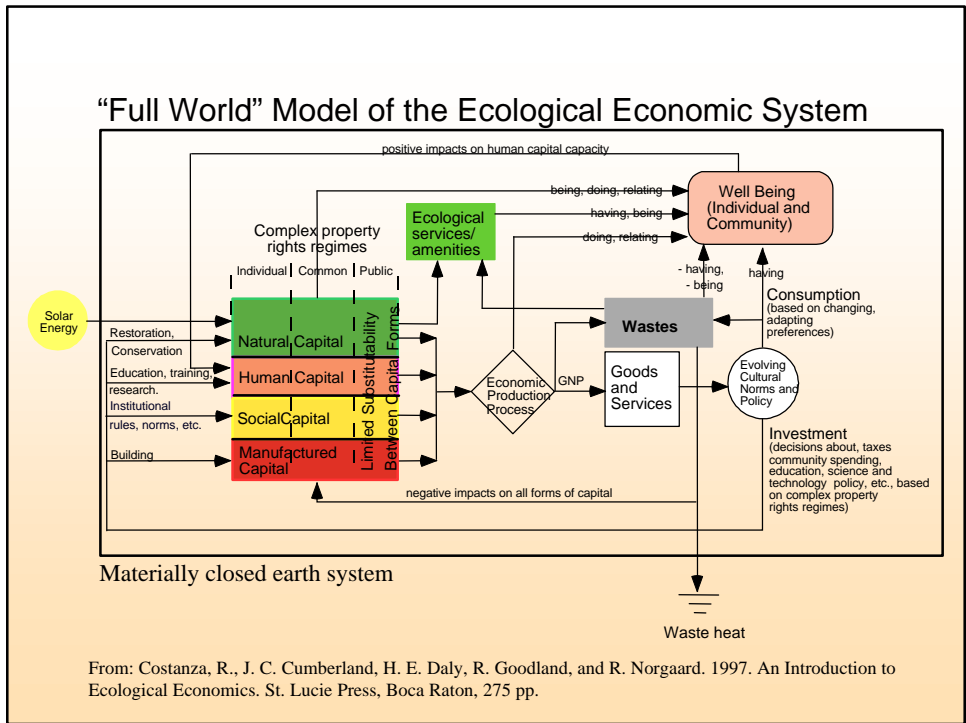 “Full World” Model of the Ecological Economic System
positive impacts on human capital capacity
being, doing, relating
having, being
doing, relating
Well Being
(Individual and
Community)
Ecological
services/
amenities
Complex property
rights regimes
Individual Common Public
- having,
- being
having
Solar
Energy
Restoration,
Conservation
Education, training,
research.
Institutional
rules, norms, etc.
Building
Natural Capital
Human Capital
SocialCapital
Manufactured
Capital
Limited Substitutability
Between Capital Forms
Economic
Production
Process
GNP
Wastes
Goods
and
Services
Consumption
(based on changing,
adapting
preferences)
Evolving
Cultural
Norms and
Policy
Investment
(decisions about, taxes
community spending,
education, science and
technology policy, etc., based
on complex property
rights regimes)
negative impacts on all forms of capital
Materially closed earth system
Waste heat
From: Costanza, R., J. C. Cumberland, H. E. Daly, R. Goodland, and R. Norgaard. 1997. An Introduction to
Ecological Economics. St. Lucie Press, Boca Raton, 275 pp.